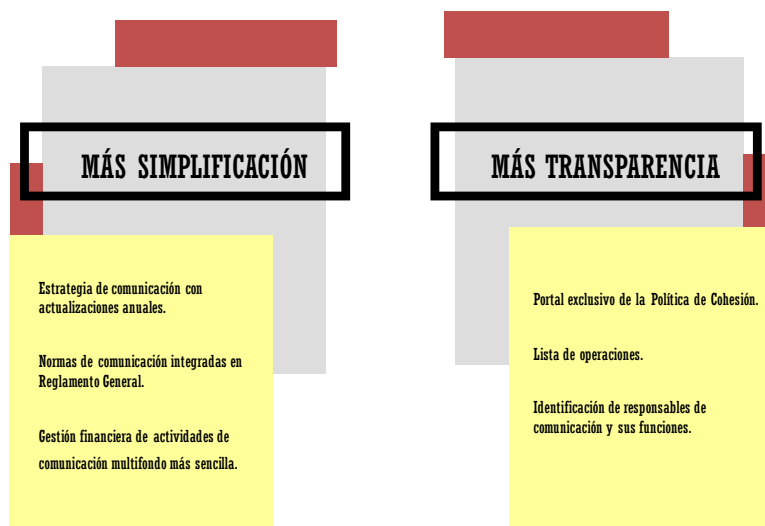 MÁS SIMPLIFICACIÓN
Estrategia de comunicación con
actualizaciones anuales.
Normas de comunicación integradas en
Reglamento General.
Gestión financiera de actividades de
comunicación multifondo más sencilla.
MÁS TRANSPARENCIA
Portal exclusivo de la Política de Cohesión.
Lista de operaciones.
Identificación de responsables de
comunicación y sus funciones.